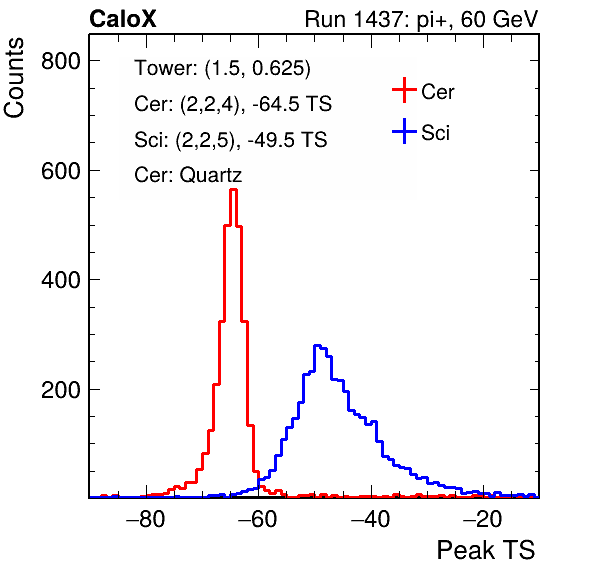 CaloX Run 1437: pi+, 60 GeV
Counts
Tower: (1.5, 0.625)
Cer: (2,2,4), -64.5 TS
Sci: (2,2,5), -49.5 TS
Cer: Quartz
Cer
Sci
800
600
400
200
−80 −60 −40 −20
Peak TS